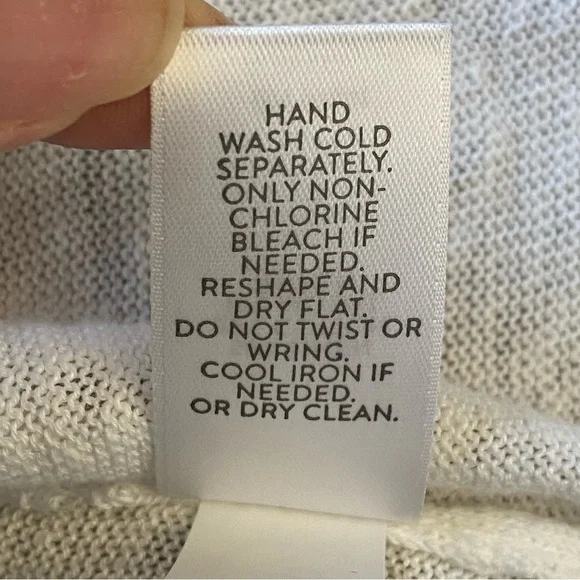 HAND
WASH COLD
SEPARATELY.
ONLY NON-
CHLORINE
BLEACH IF
NEEDED.
RESHAPE AND
DRY FLAT.
DO NOT TWIST OR
WRING.
COOL IRON IF
NEEDED.
OR DRY CLEAN.